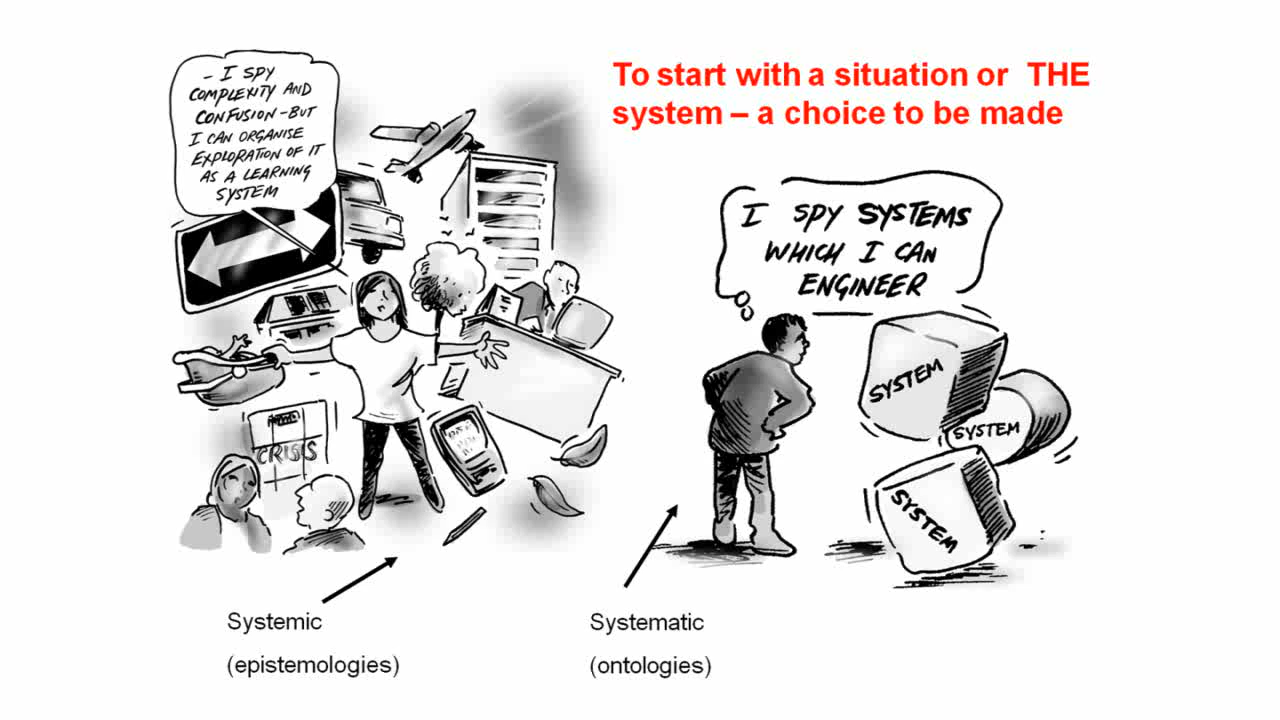 To start with a situation or THE
system – a choice to be made
– I SPY
COMPLEXITY AND
CONFUSION – BUT
I CAN ORGANISE
EXPLORATION OF IT
AS A LEARNING
SYSTEM
I SPY SYSTEMS
WHICH I CAN
ENGINEER
SYSTEM
SYSTEM
SYSTEM
CRISIS
Systemic
(epistemologies)
Systematic
(ontologies)